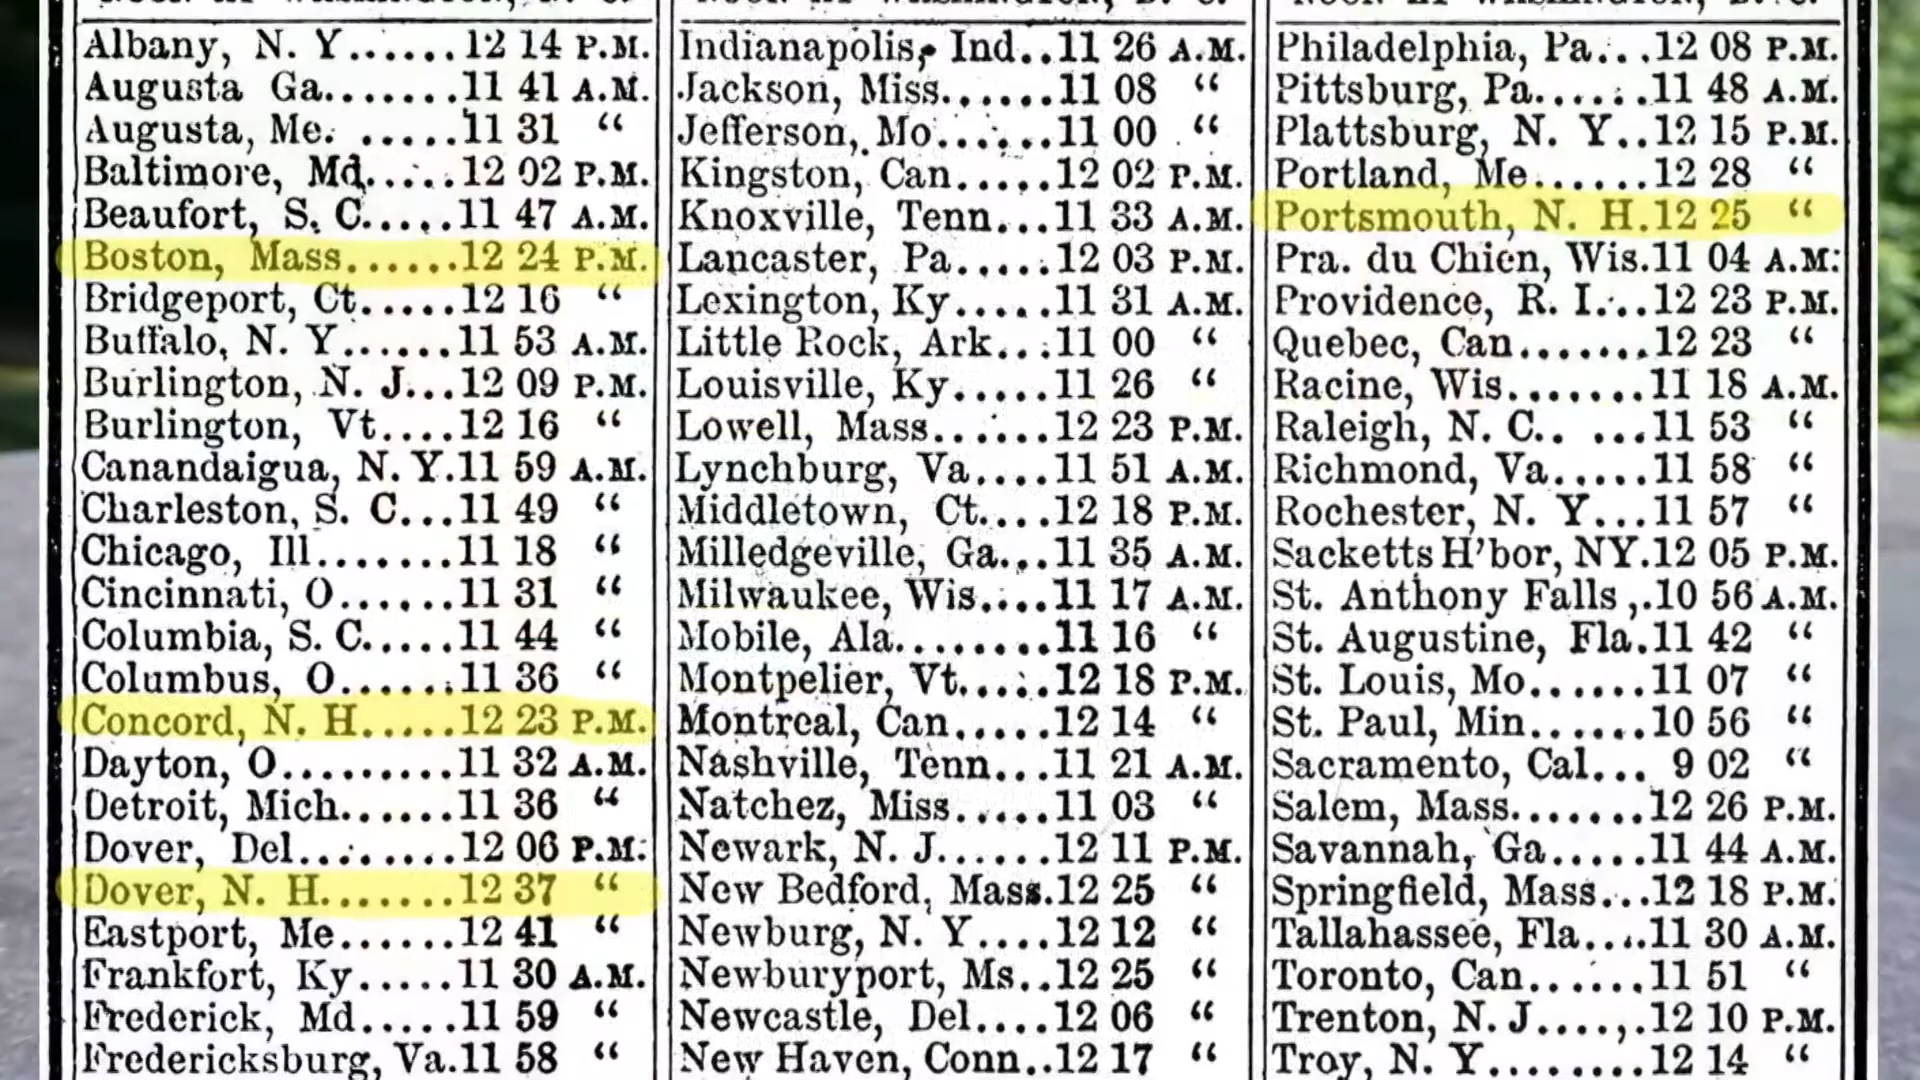 Albany, N. Y......12 14 P.M.
Augusta Ga.......11 41 A.M.
Augusta, Me. .....11 31 “
Baltimore, Md.....12 02 P.M.
Beaufort, S. C.....11 47 A.M.
Boston, Mass......12 24 P.M.
Bridgeport, Ct.....12 16 “
Buffalo, N. Y......11 53 A.M.
Burlington, N. J...12 09 P.M.
Burlington, Vt....12 16 “
Canandaigua, N. Y.11 59 A.M.
Charleston, S. C...11 49 “
Chicago, Ill.......11 18 “
Cincinnati, O......11 31 “
Columbia, S. C.....11 44 “
Columbus, O......11 36 “
Concord, N. H.....12 23 P.M.
Dayton, O.........11 32 A.M.
Detroit, Mich......11 36 “
Dover, Del........12 06 P.M.
Dover, N. H.......12 37 “
Eastport, Me......12 41 “
Frankfort, Ky.....11 30 A.M.
Frederick, Md.....11 59 “
Fredericksburg, Va.11 58 “
Indianapolis, Ind..11 26 A.M.
Jackson, Miss......11 08 “
Jefferson, Mo......11 00 “
Kingston, Can.....12 02 P.M.
Knoxville, Tenn...11 33 A.M.
Lancaster, Pa.....12 03 P.M.
Lexington, Ky.....11 31 A.M.
Little Rock, Ark...11 00 “
Louisville, Ky.....11 26 “
Lowell, Mass......12 23 P.M.
Lynchburg, Va....11 51 A.M.
Middletown, Ct....12 18 P.M.
Milledgeville, Ga...11 35 A.M.
Milwaukee, Wis....11 17 A.M.
Mobile, Ala........11 16 “
Montpelier, Vt.....12 18 P.M.
Montreal, Can.....12 14 “
Nashville, Tenn...11 21 A.M.
Natchez, Miss.....11 03 “
Newark, N. J......12 11 P.M.
New Bedford, Mass.12 25 “
Newburg, N. Y....12 12 “
Newburyport, Ms..12 25 “
Newcastle, Del....12 06 “
New Haven, Conn..12 17 “
Philadelphia, Pa...12 08 P.M.
Pittsburg, Pa......11 48 A.M.
Plattsburg, N. Y..12 15 P.M.
Portland, Me......12 28 “
Portsmouth, N. H.12 25 “
Pra. du Chien, Wis.11 04 A.M.
Providence, R. I...12 23 P.M.
Quebec, Can.......12 23 “
Racine, Wis.......11 18 A.M.
Raleigh, N. C.. ...11 53 “
Richmond, Va.....11 58 “
Rochester, N. Y...11 57 “
Sacketts H’bor, NY.12 05 P.M.
St. Anthony Falls,.10 56 A.M.
St. Augustine, Fla.11 42 “
St. Louis, Mo......11 07 “
St. Paul, Min......10 56 “
Sacramento, Cal... 9 02 “
Salem, Mass.......12 26 P.M.
Savannah, Ga.....11 44 A.M.
Springfield, Mass...12 18 P.M.
Tallahassee, Fla....11 30 A.M.
Toronto, Can......11 51 “
Trenton, N. J......12 10 P.M.
Troy, N. Y........12 14 “